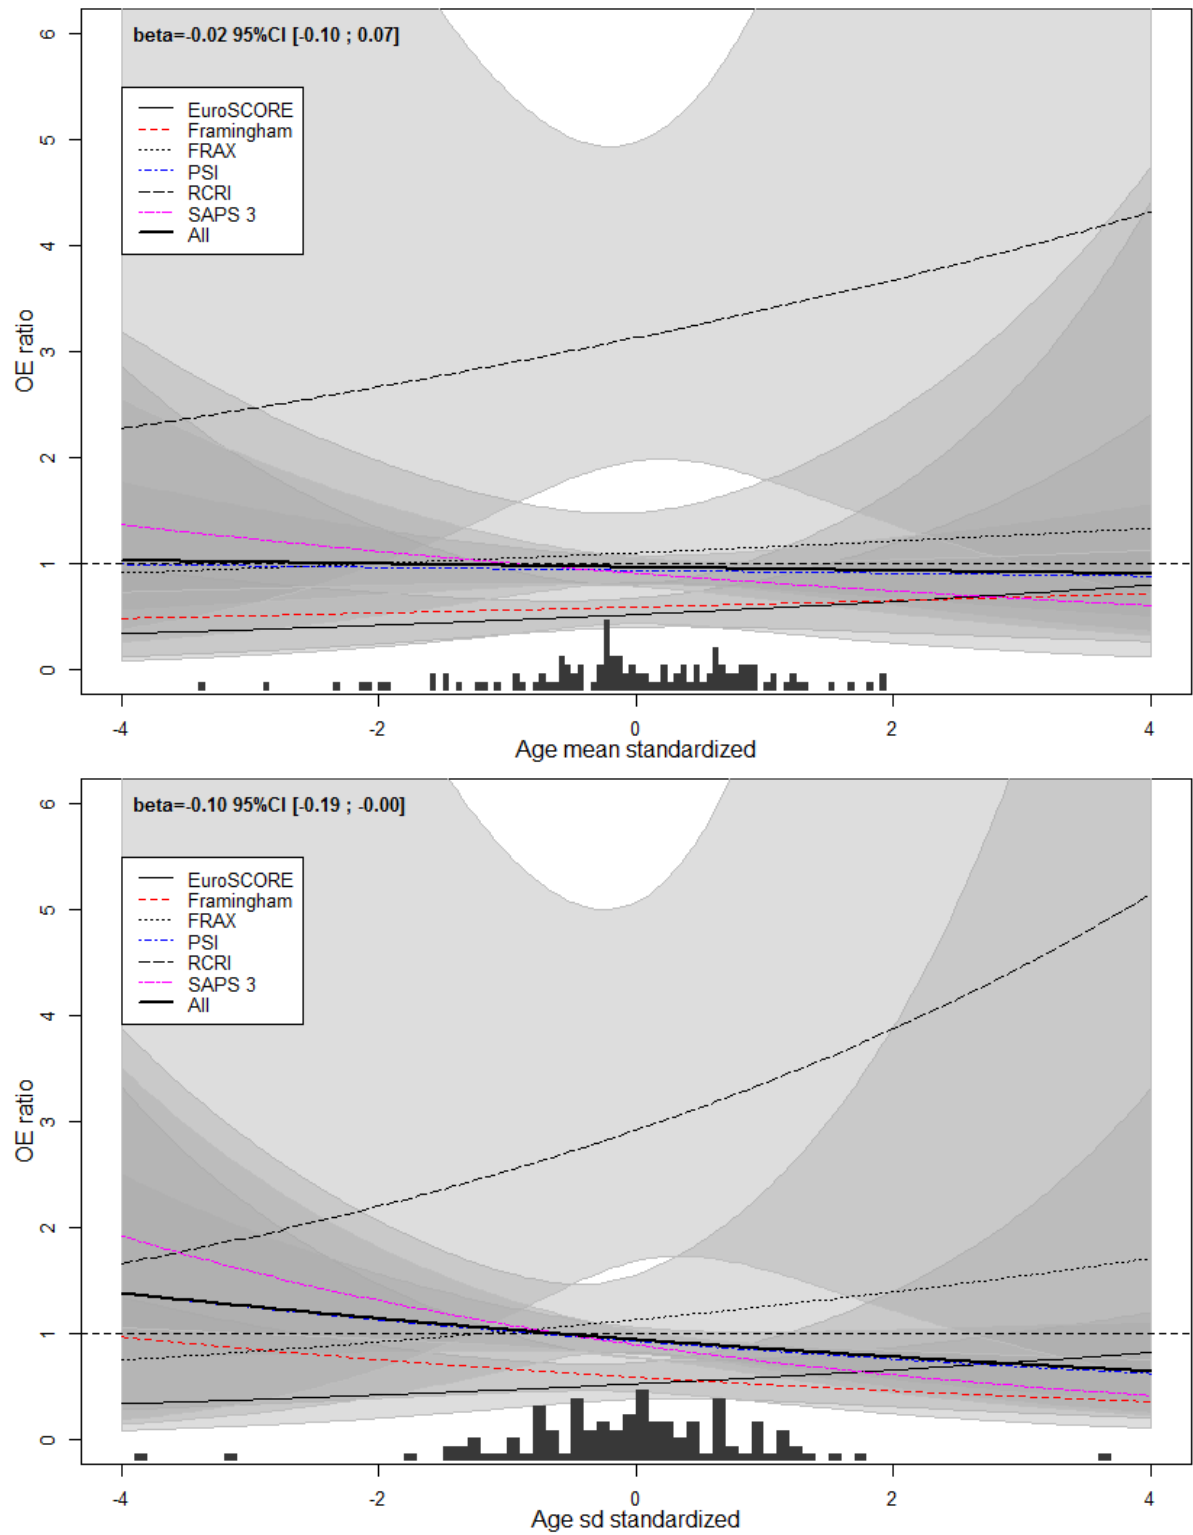 beta=-0.02 95%CI [-0.10 ; 0.07]
EuroSCORE
Framingham
FRAX
PSI
RCRI
SAPS 3
All
OE ratio
6
5
4
3
2
1
0
-4 -2 0 2 4
Age mean standardized
beta=-0.10 95%CI [-0.19 ; -0.00]
EuroSCORE
Framingham
FRAX
PSI
RCRI
SAPS 3
All
OE ratio
6
5
4
3
2
1
0
-4 -2 0 2 4
Age sd standardized